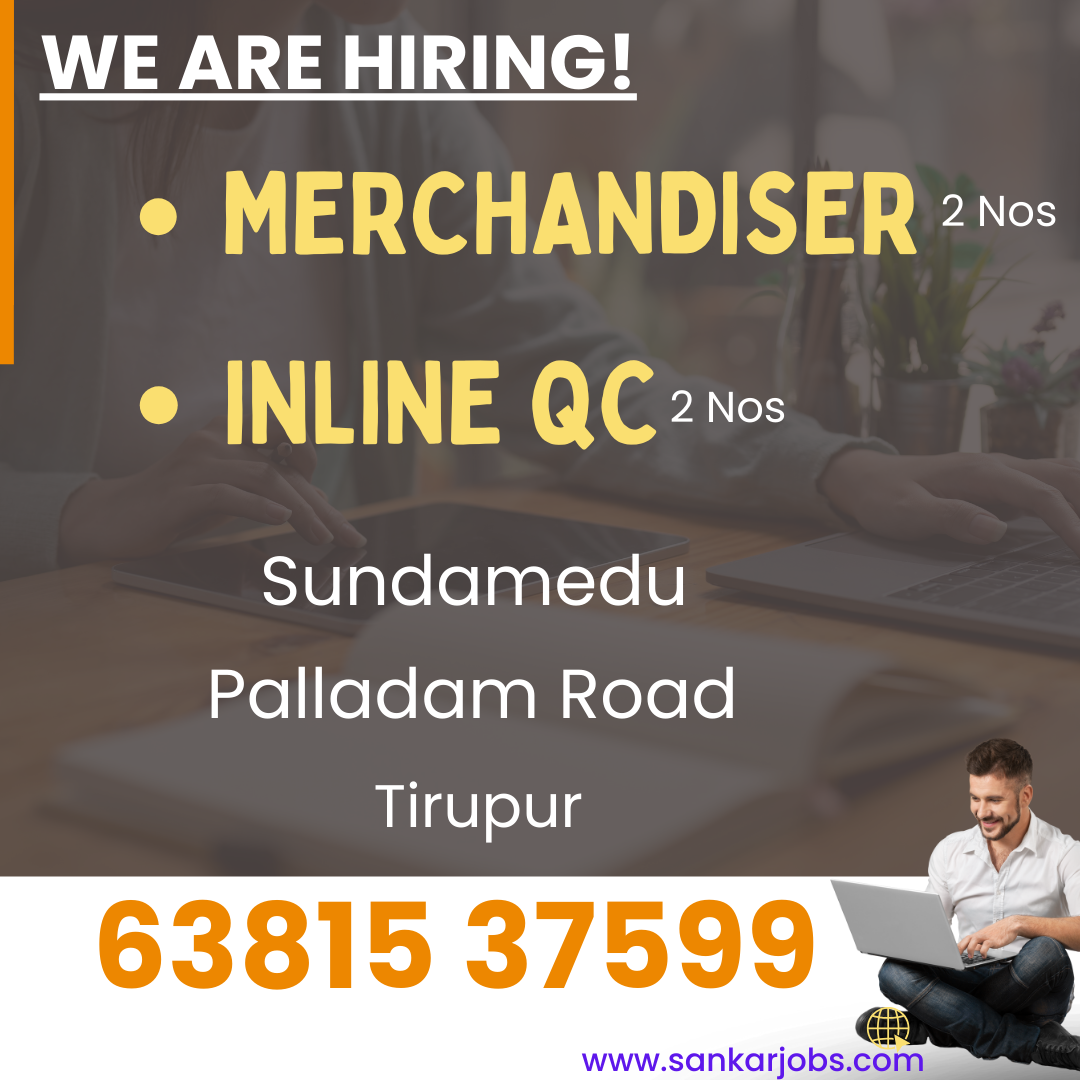 WE ARE HIRING!
• MERCHANDISER 2 Nos
• INLINE QC 2 Nos
Sundamedu
Palladam Road
Tirupur
63815 37599
www.sankarjobs.com